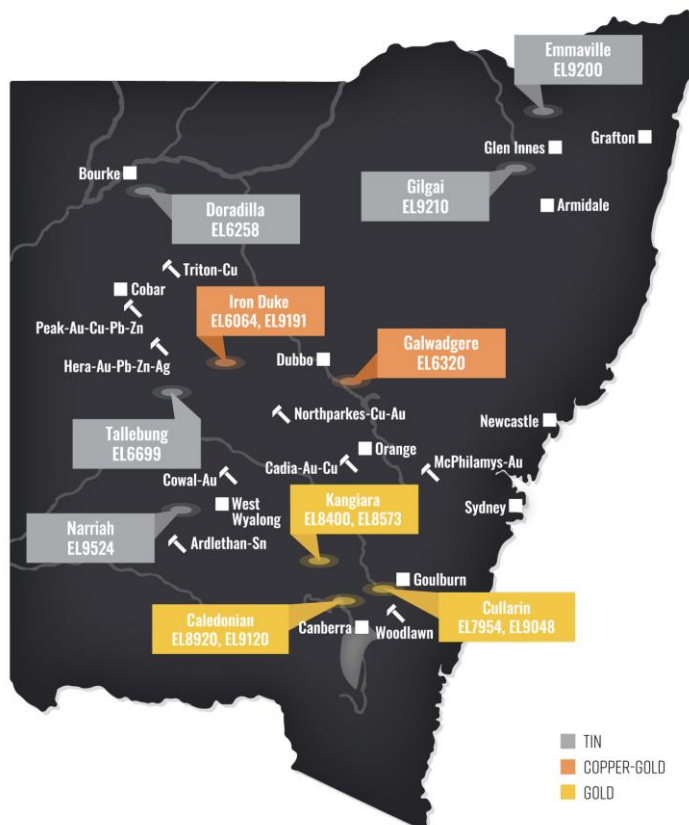 Emmaville
EL9200
Glen Innes
Grafton
Bourke
Gilgai
EL9210
Doradilla
EL6258
Armidale
Triton-Cu
Cobar
Iron Duke
EL6064, EL9191
Peak-Au-Cu-Pb-Zn
Hera-Au-Pb-Zn-Ag
Dubbo
Galwadgere
EL6320
Northparkes-Cu-Au
Newcastle
Tallebung
EL6699
Orange
Cadia-Au-Cu
McPhilamys-Au
Cowal-Au
West
Wyalong
Kangiara
EL8400, EL8573
Sydney
Narriah
EL9524
Ardlethan-Sn
Goulburn
Caledonian
EL8920, EL9120
Cullarin
EL7954, EL9048
Canberra
Woodlawn
TIN
COPPER-GOLD
GOLD